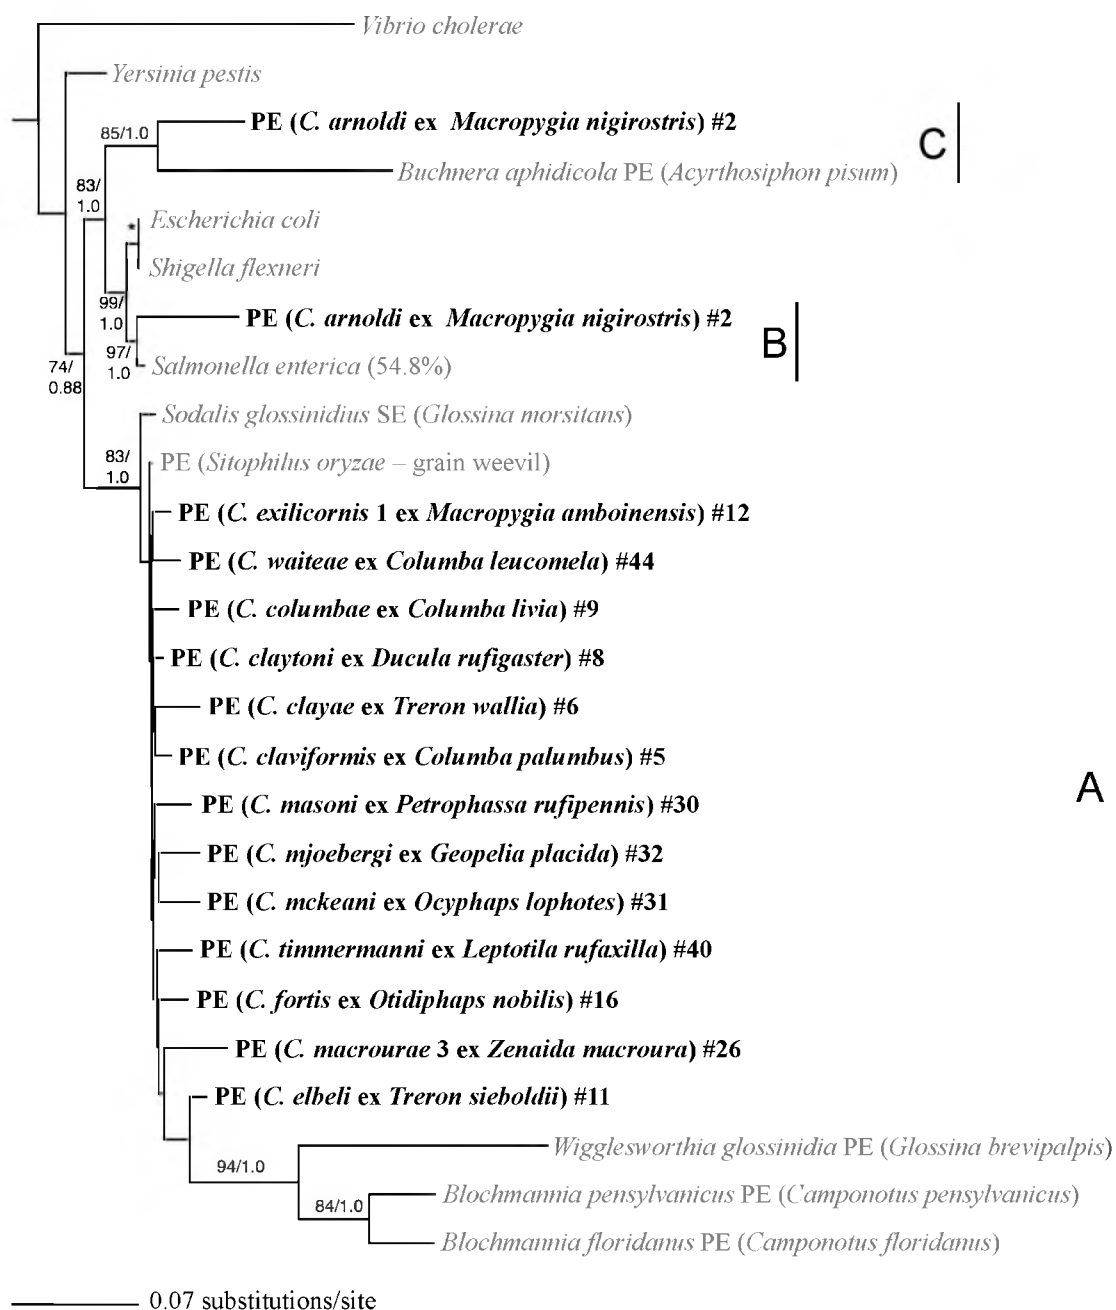 Vibrio cholerae
Yersinia pestis
PE (C. arnoldi ex Macropygia nigirostris) #2
85/1.0
C
Buchnera aphidicola PE (Acyrthosiphon pisum)
83/
1.0
Escherichia coli
*
Shigella flexneri
99/
1.0
PE (C. arnoldi ex Macropygia nigirostris) #2
B
97/
1.0
Salmonella enterica (54.8%)
74/
0.88
Sodalis glossinidius SE (Glossina morsitans)
83/
1.0
PE (Sitophilus oryzae – grain weevil)
PE (C. exilicornis 1 ex Macropygia amboinensis) #12
PE (C. waiteae ex Columba leucomela) #44
PE (C. columbae ex Columba livia) #9
PE (C. claytoni ex Ducula rufigaster) #8
PE (C. clayae ex Treron wallia) #6
PE (C. claviformis ex Columba palumbus) #5
A
PE (C. masoni ex Petrophassa rufipennis) #30
PE (C. mjoebergi ex Geopelia placida) #32
PE (C. mckeani ex Ocyphaps lophotes) #31
PE (C. timmermanni ex Leptotila rufaxilla) #40
PE (C. fortis ex Otidiphaps nobilis) #16
PE (C. macrourae 3 ex Zenaida macroura) #26
PE (C. elbeli ex Treron sieboldii) #11
Wigglesworthia glossinidia PE (Glossina brevipalpis)
94/1.0
Blochmannia pensylvanicus PE (Camponotus pensylvanicus)
84/1.0
Blochmannia floridanus PE (Camponotus floridanus)
0.07 substitutions/site